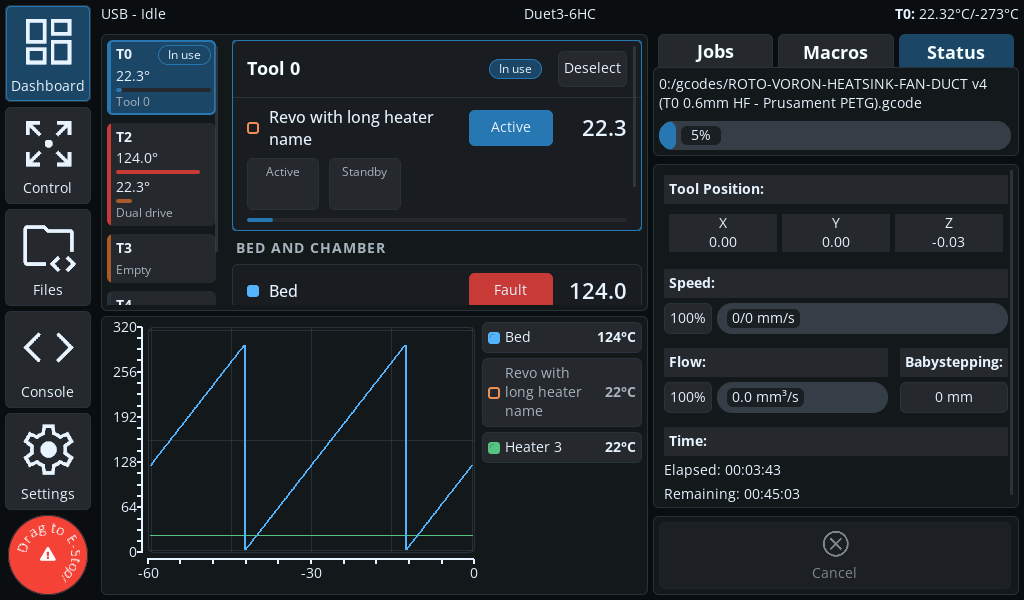 USB - Idle
Duet3-6HC
T0: 22.32°C/-273°C
Dashboard
Control
Files
Console
Settings
Drag to E-Stop!
T0
In use
22.3°
Tool 0
T2
124.0°
22.3°
Dual drive
T3
Empty
T4
Tool 0
In use
Deselect
Revo with long heater
name
Active
22.3
Active
Standby
BED AND CHAMBER
Bed
Fault
124.0
320
256
192
128
64
0
-60
-30
0
Bed
124°C
Revo with
long heater
name
22°C
Heater 3
22°C
Jobs
Macros
Status
0:/gcodes/ROTO-VORON-HEATSINK-FAN-DUCT v4
(T0 0.6mm HF - Prusament PETG).gcode
5%
Tool Position:
X
0.00
Y
0.00
Z
-0.03
Speed:
100%
0/0 mm/s
Flow:
100%
0.0 mm³/s
Babystepping:
0 mm
Time:
Elapsed: 00:03:43
Remaining: 00:45:03
Cancel